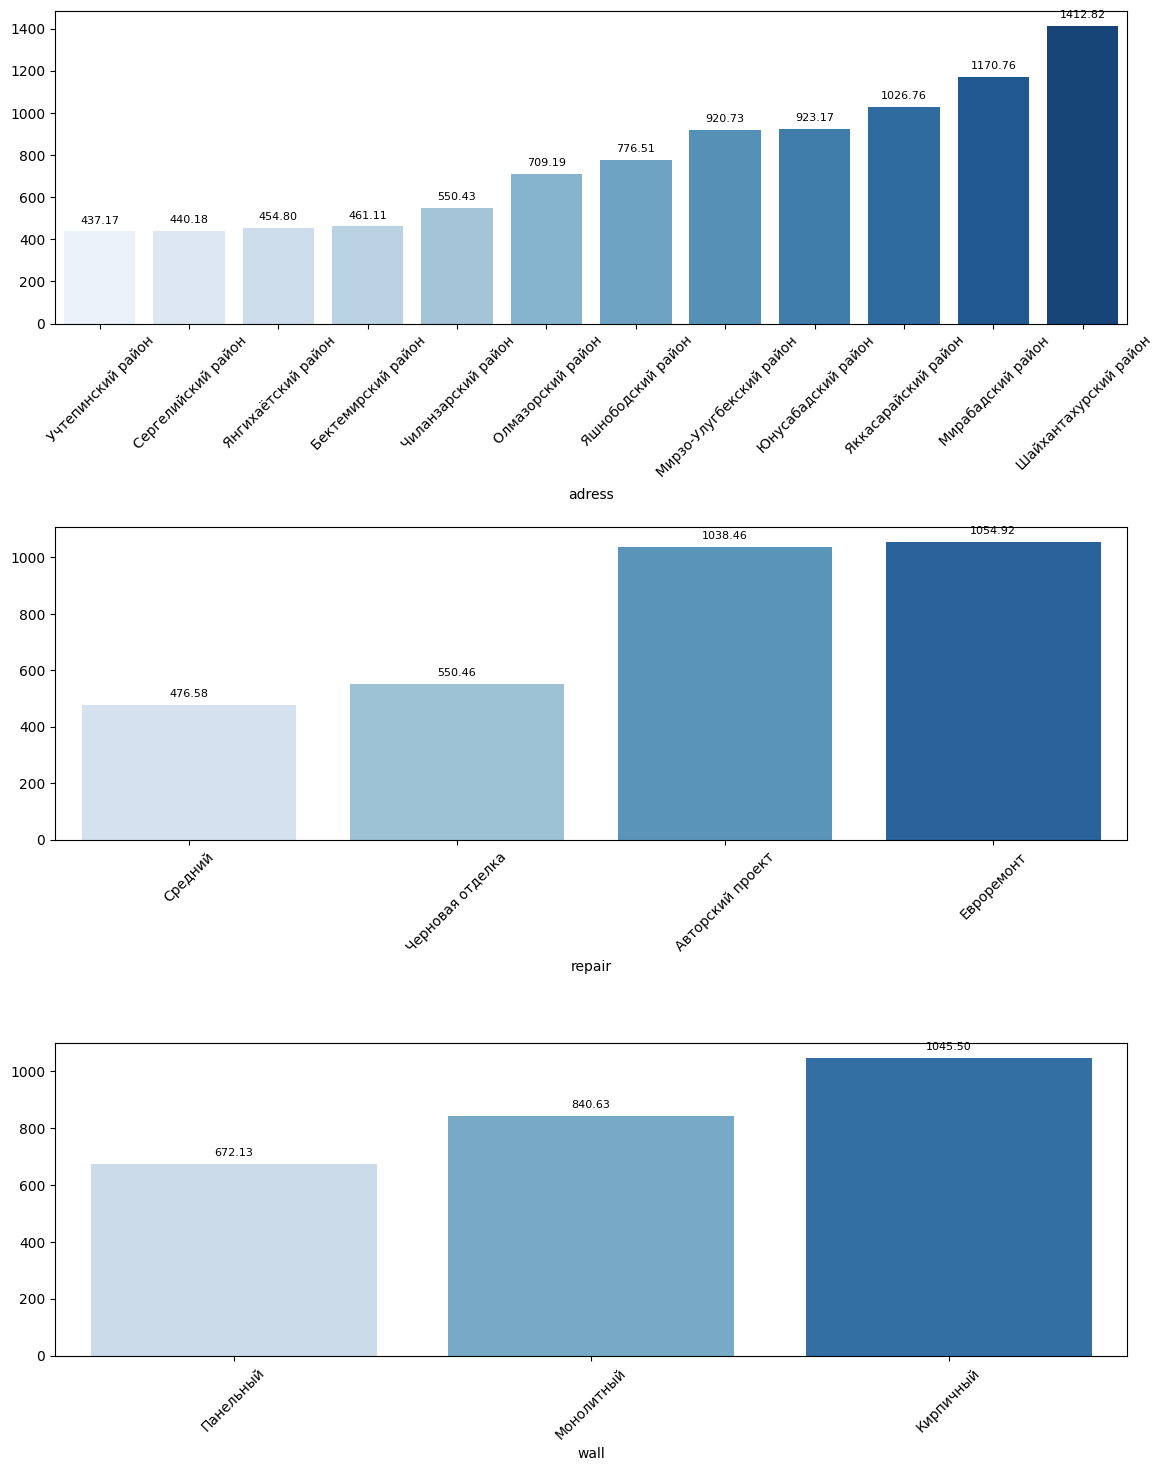 1400
1200
1000
800
600
400
200
0
437.17
440.18
454.80
461.11
550.43
709.19
776.51
920.73
923.17
1026.76
1170.76
1412.82
Учтепинский район
Сергелийский район
Янгихаётский район
Бектемирский район
Чиланзарский район
Олмазорский район
Яшнободский район
Мирзо-Улугбекский район
Юнусабадский район
Яккасарайский район
Мирабадский район
Шайхантахурский район
adress
1000
800
600
400
200
0
476.58
550.46
1038.46
1054.92
Средний
Черновая отделка
Авторский проект
Евроремонт
repair
1000
800
600
400
200
0
672.13
840.63
1045.50
Панельный
Монолитный
Кирпичный
wall